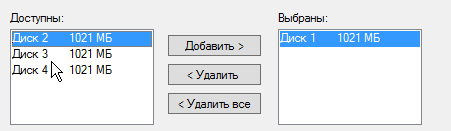 Доступны:
Диск 2 1021 МБ
Диск 3 1021 МБ
Диск 4 1021 МБ
Добавить >
< Удалить
< Удалить все
Выбраны:
Диск 1 1021 МБ